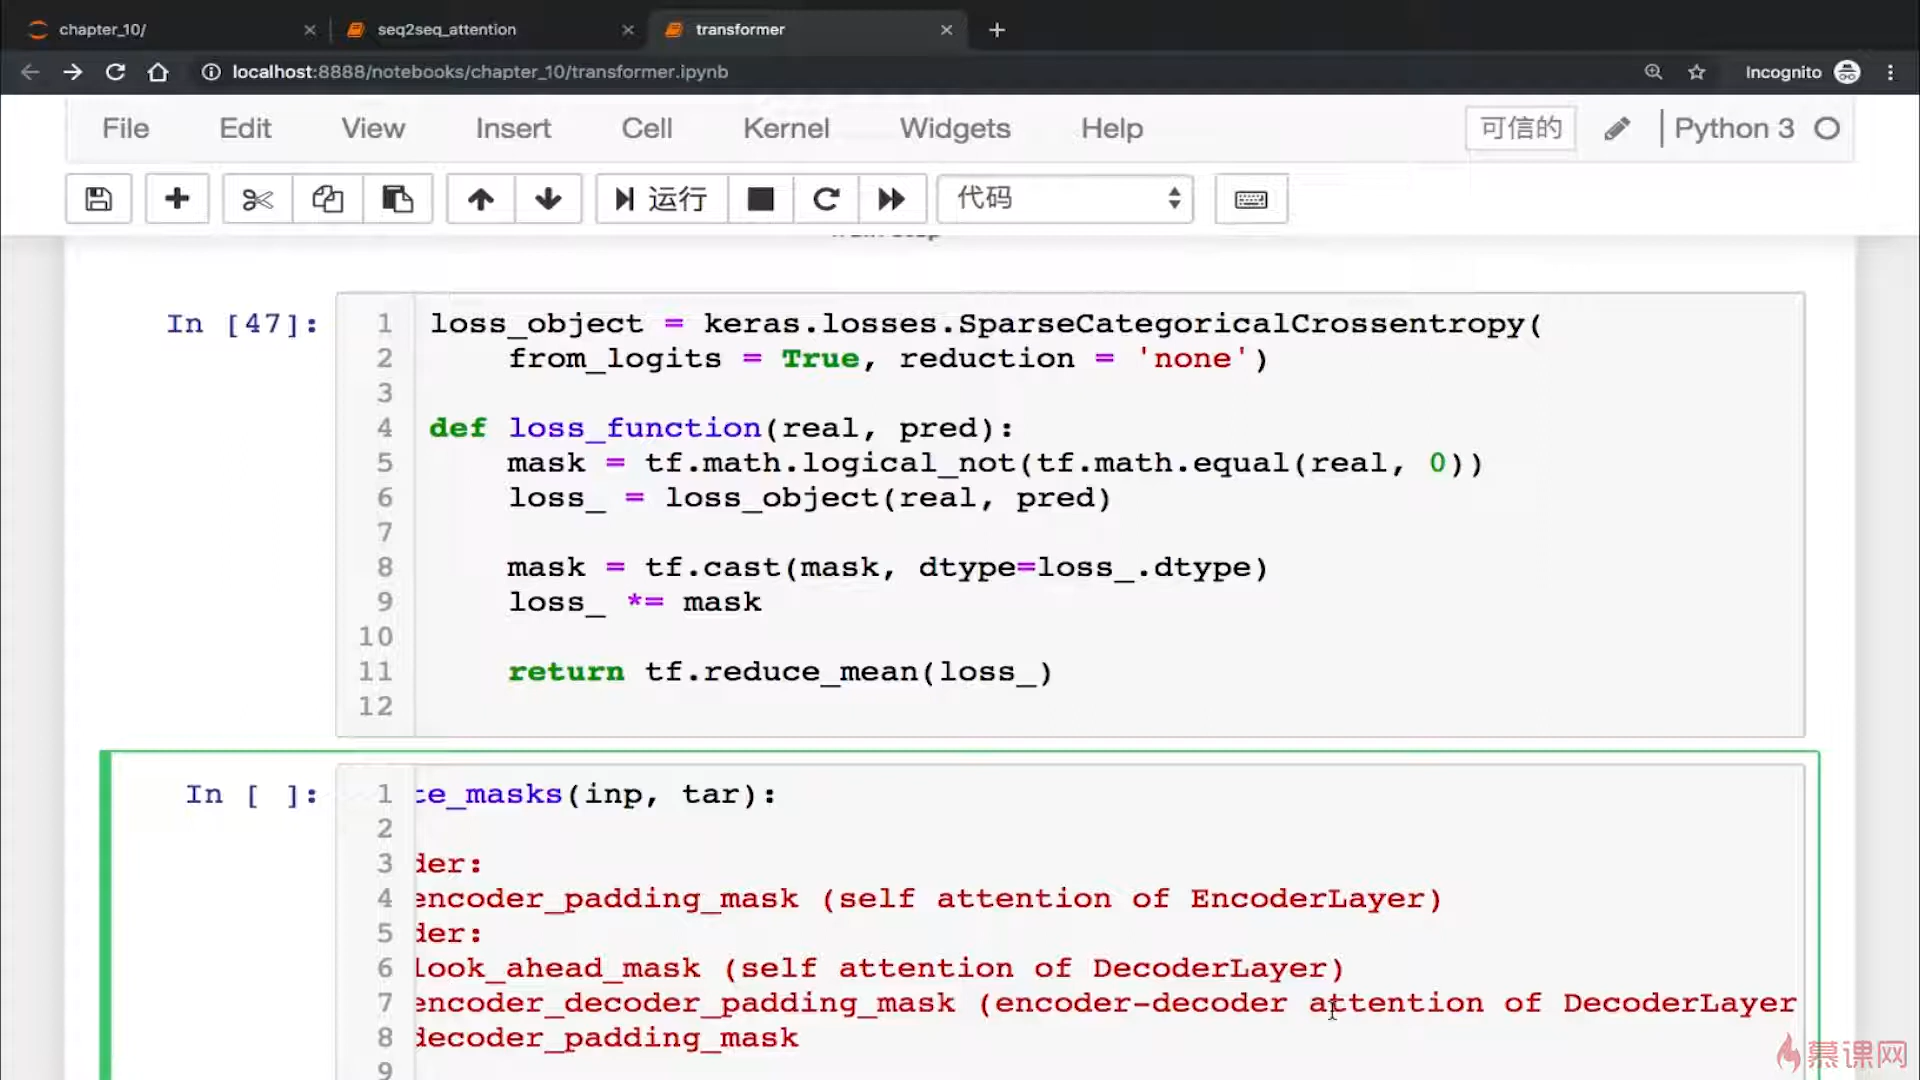 chapter_10/
seq2seq_attention
transformer
localhost:8888/notebooks/chapter_10/transformer.ipynb
Incognito
File Edit View Insert Cell Kernel Widgets Help 可信的 Python 3
运行 代码
In [47]:
1 loss_object = keras.losses.SparseCategoricalCrossentropy(
2 from_logits = True, reduction = 'none')
3
4 def loss_function(real, pred):
5 mask = tf.math.logical_not(tf.math.equal(real, 0))
6 loss_ = loss_object(real, pred)
7
8 mask = tf.cast(mask, dtype=loss_.dtype)
9 loss_ *= mask
10
11 return tf.reduce_mean(loss_)
12
In [ ]:
1 te_masks(inp, tar):
2
3 der:
4 encoder_padding_mask (self attention of EncoderLayer)
5 der:
6 look_ahead_mask (self attention of DecoderLayer)
7 encoder_decoder_padding_mask (encoder-decoder attention of DecoderLayer
8 decoder_padding_mask
9
慕课网